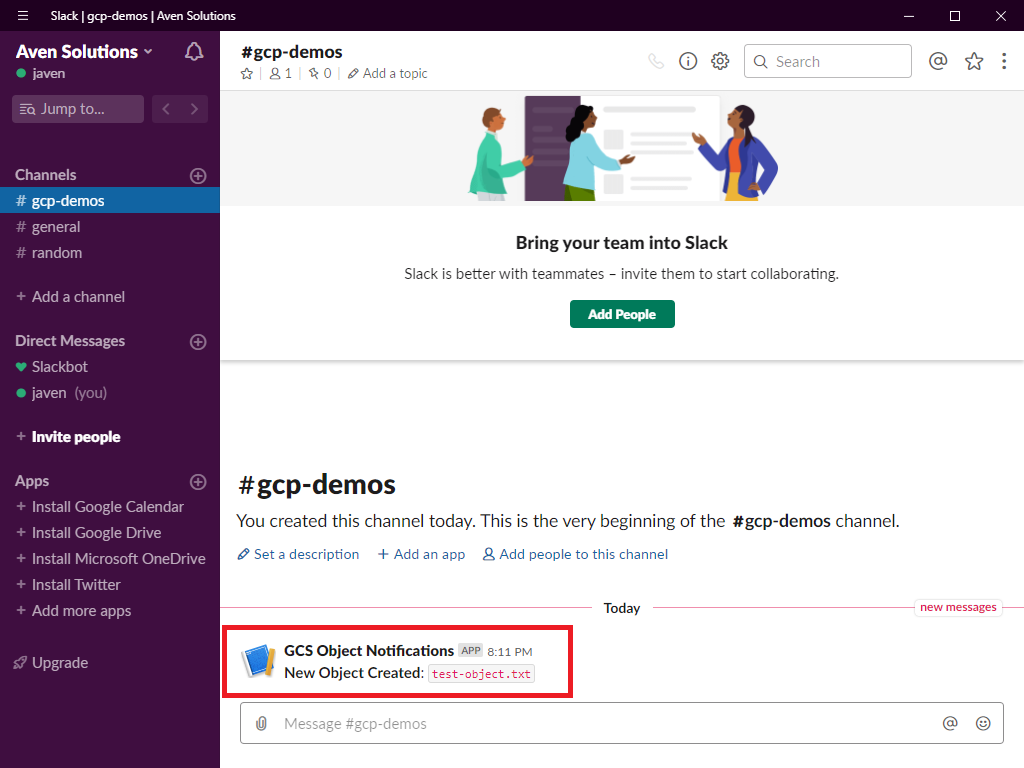 Slack | gcp-demos | Aven Solutions
Aven Solutions
javen
Jump to...
Channels
# gcp-demos
# general
# random
+ Add a channel
Direct Messages
Slackbot
javen (you)
+ Invite people
Apps
+ Install Google Calendar
+ Install Google Drive
+ Install Microsoft OneDrive
+ Install Twitter
+ Add more apps
Upgrade
#gcp-demos
1 | 0 | Add a topic
Search
Bring your team into Slack
Slack is better with teammates – invite them to start collaborating.
Add People
#gcp-demos
You created this channel today. This is the very beginning of the #gcp-demos channel.
Set a description + Add an app Add people to this channel
Today new messages
GCS Object Notifications APP 8:11 PM
New Object Created: test-object.txt
Message #gcp-demos @